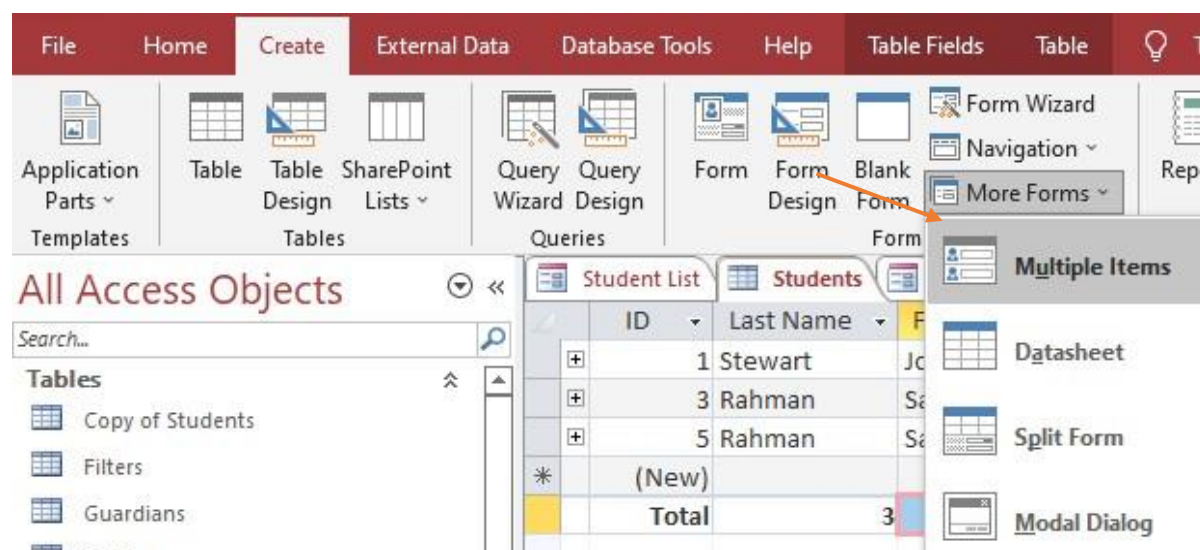 File Home Create External Data Database Tools Help Table Fields Table
Application Parts
Table
Table Design
SharePoint Lists
Query Wizard
Query Design
Form
Form Design
Blank Form
Form Wizard
Navigation
More Forms
Templates
Tables
Queries
Form
Multiple Items
Datasheet
Split Form
Modal Dialog
All Access Objects
Search...
Tables
Copy of Students
Filters
Guardians
Student List Students
ID Last Name
1 Stewart
3 Rahman
5 Rahman
(New)
Total 3